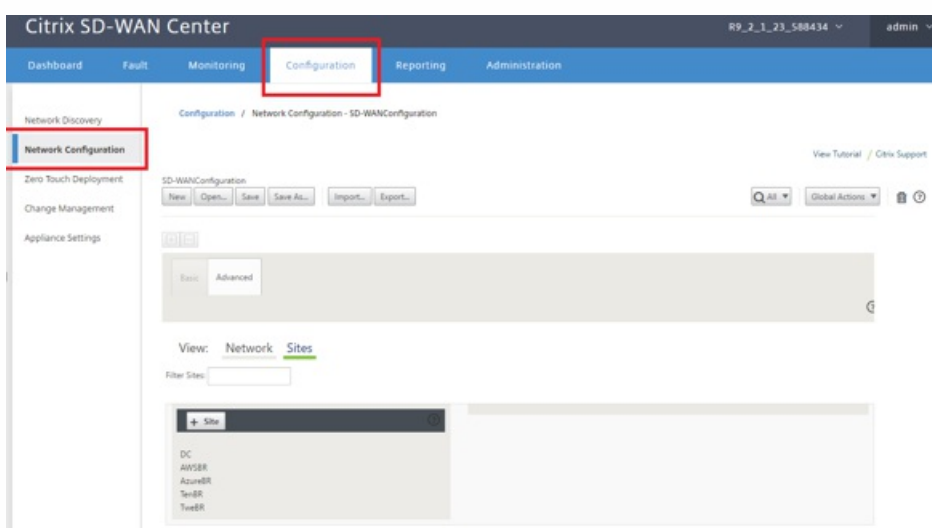 Citrix SD-WAN Center R9_2_1_23_588434 admin
Dashboard Fault Monitoring Configuration Reporting Administration
Network Discovery
Network Configuration
Zero Touch Deployment
Change Management
Appliance Settings
Configuration / Network Configuration - SD-WANConfiguration
View Tutorial / Citrix Support
SD-WANConfiguration
New Open... Save Save As... Import... Export... All Global Actions
Basic Advanced
View: Network Sites
Filter Sites:
+ Site
DC
AWSBR
AzureBR
TenBR
TweBR